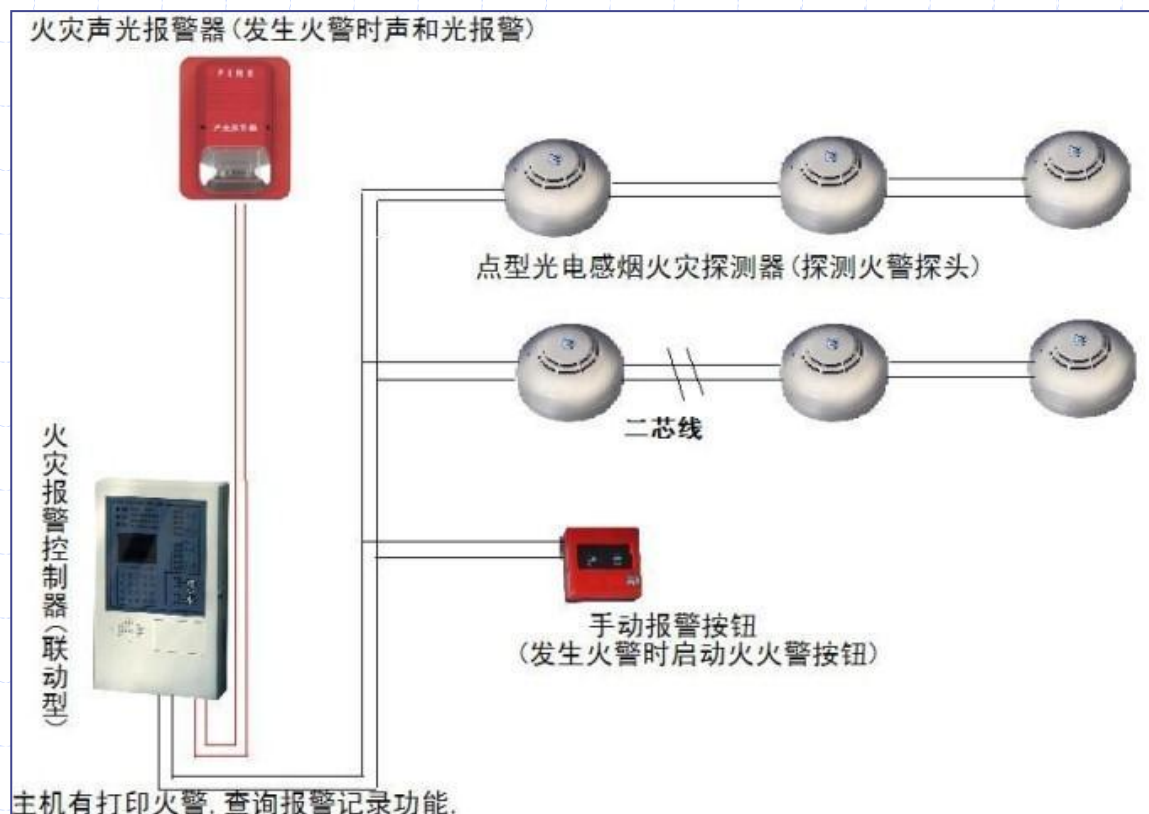 火灾声光报警器(发生火警时声和光报警)
FIRE
点型光电感烟火灾探测器(探测火警探头)
二芯线
火灾报警控制器(联动型)
手动报警按钮
(发生火警时启动火火警按钮)
主机有打印火警. 查询报警记录功能.